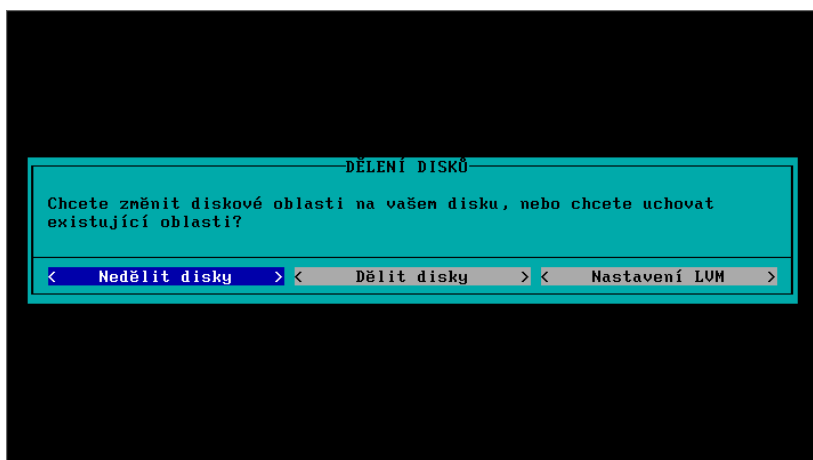 DĚLENÍ DISKŮ
Chcete změnit diskové oblasti na vašem disku, nebo chcete uchovat
existující oblasti?
< Nedělit disky > < Dělit disky > < Nastavení LVM >